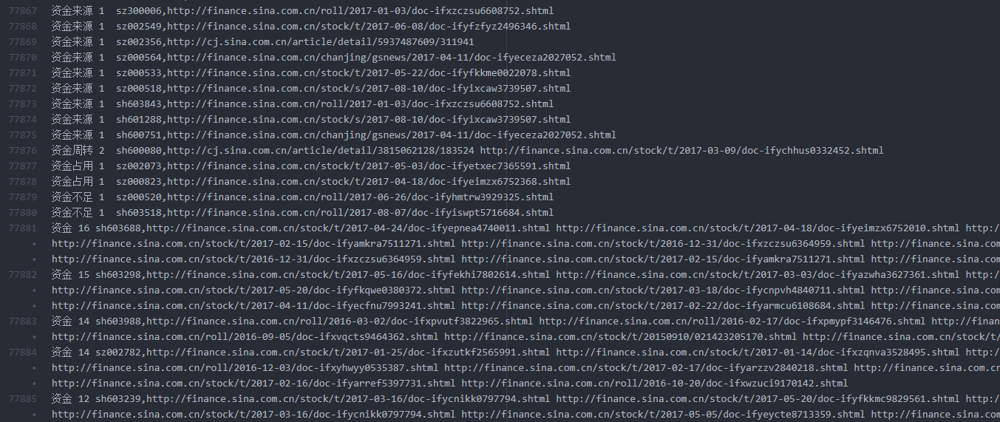 77867 资金来源 1 sz300006,http://finance.sina.com.cn/roll/2017-01-03/doc-ifxzczsu6608752.shtml
77868 资金来源 1 sz002549,http://finance.sina.com.cn/stock/t/2017-06-08/doc-ifyfzfyz2496346.shtml
77869 资金来源 1 sz002356,http://cj.sina.com.cn/article/detail/5937487609/311941
77870 资金来源 1 sz000564,http://finance.sina.com.cn/chanjing/gsnews/2017-04-11/doc-ifyeceza2027052.shtml
77871 资金来源 1 sz000533,http://finance.sina.com.cn/stock/t/2017-05-22/doc-ifyfkkme0022078.shtml
77872 资金来源 1 sz000518,http://finance.sina.com.cn/stock/s/2017-08-10/doc-ifyixcaw3739507.shtml
77873 资金来源 1 sh603843,http://finance.sina.com.cn/roll/2017-01-03/doc-ifxzczsu6608752.shtml
77874 资金来源 1 sh601288,http://finance.sina.com.cn/stock/s/2017-08-10/doc-ifyixcaw3739507.shtml
77875 资金来源 1 sh600751,http://finance.sina.com.cn/chanjing/gsnews/2017-04-11/doc-ifyeceza2027052.shtml
77876 资金周转 2 sh600080,http://cj.sina.com.cn/article/detail/3815062128/183524 http://finance.sina.com.cn/stock/t/2017-03-09/doc-ifychhus0332452.shtml
77877 资金占用 1 sz002073,http://finance.sina.com.cn/stock/t/2017-05-03/doc-ifyetxec7365591.shtml
77878 资金占用 1 sz000823,http://finance.sina.com.cn/stock/t/2017-04-18/doc-ifyeimzx6752368.shtml
77879 资金不足 1 sz000520,http://finance.sina.com.cn/roll/2017-06-26/doc-ifyhmtrw3929325.shtml
77880 资金不足 1 sh603518,http://finance.sina.com.cn/roll/2017-08-07/doc-ifyiswpt5716684.shtml
77881 资金 16 sh603688,http://finance.sina.com.cn/stock/t/2017-04-24/doc-ifyepnea4740011.shtml http://finance.sina.com.cn/stock/t/2017-04-18/doc-ifyeimzx6752010.shtml http:/
• http://finance.sina.com.cn/stock/t/2017-02-15/doc-ifyamkra7511271.shtml http://finance.sina.com.cn/stock/t/2016-12-31/doc-ifxzczsu6364959.shtml http://finance.sina.com
• http://finance.sina.com.cn/stock/t/2016-12-31/doc-ifxzczsu6364959.shtml http://finance.sina.com.cn/stock/t/2017-02-15/doc-ifyamkra7511271.shtml http://finance.sina.com
77882 资金 15 sh603298,http://finance.sina.com.cn/stock/t/2017-05-16/doc-ifyfekhi7802614.shtml http://finance.sina.com.cn/stock/t/2017-03-03/doc-ifyazwha3627361.shtml http:/
• http://finance.sina.com.cn/stock/t/2017-05-20/doc-ifyfkqwe0380372.shtml http://finance.sina.com.cn/stock/t/2017-03-18/doc-ifycnpvh4840711.shtml http://finance.sina.com
• http://finance.sina.com.cn/stock/t/2017-04-11/doc-ifyecfnu7993241.shtml http://finance.sina.com.cn/stock/t/2017-02-22/doc-ifyarmcu6108684.shtml http://finance.sina.com
77883 资金 14 sh603988,http://finance.sina.com.cn/roll/2016-03-02/doc-ifxpvutf3822965.shtml http://finance.sina.com.cn/roll/2016-02-17/doc-ifxpmypf3146476.shtml http://finan
• http://finance.sina.com.cn/roll/2016-09-05/doc-ifxvqcts9464362.shtml http://finance.sina.com.cn/stock/t/20150910/021423205170.shtml http://finance.sina.com.cn/stock/t
77884 资金 14 sz002782,http://finance.sina.com.cn/stock/t/2017-01-25/doc-ifxzutkf2565991.shtml http://finance.sina.com.cn/stock/t/2017-01-14/doc-ifxzqnva3528495.shtml http:/
• http://finance.sina.com.cn/roll/2016-12-03/doc-ifxyhwyy0535387.shtml http://finance.sina.com.cn/stock/t/2017-02-17/doc-ifyarzzv2840218.shtml http://finance.sina.com.cn
• http://finance.sina.com.cn/stock/t/2017-02-16/doc-ifyarref5397731.shtml http://finance.sina.com.cn/roll/2016-10-20/doc-ifxwzuci9170142.shtml
77885 资金 12 sh603239,http://finance.sina.com.cn/stock/t/2017-03-16/doc-ifycnikk0797794.shtml http://finance.sina.com.cn/stock/t/2017-05-20/doc-ifyfkkmc9829561.shtml http:/
• http://finance.sina.com.cn/stock/t/2017-03-16/doc-ifycnikk0797794.shtml http://finance.sina.com.cn/stock/t/2017-05-05/doc-ifyeycte8713359.shtml http://finance.sina.com